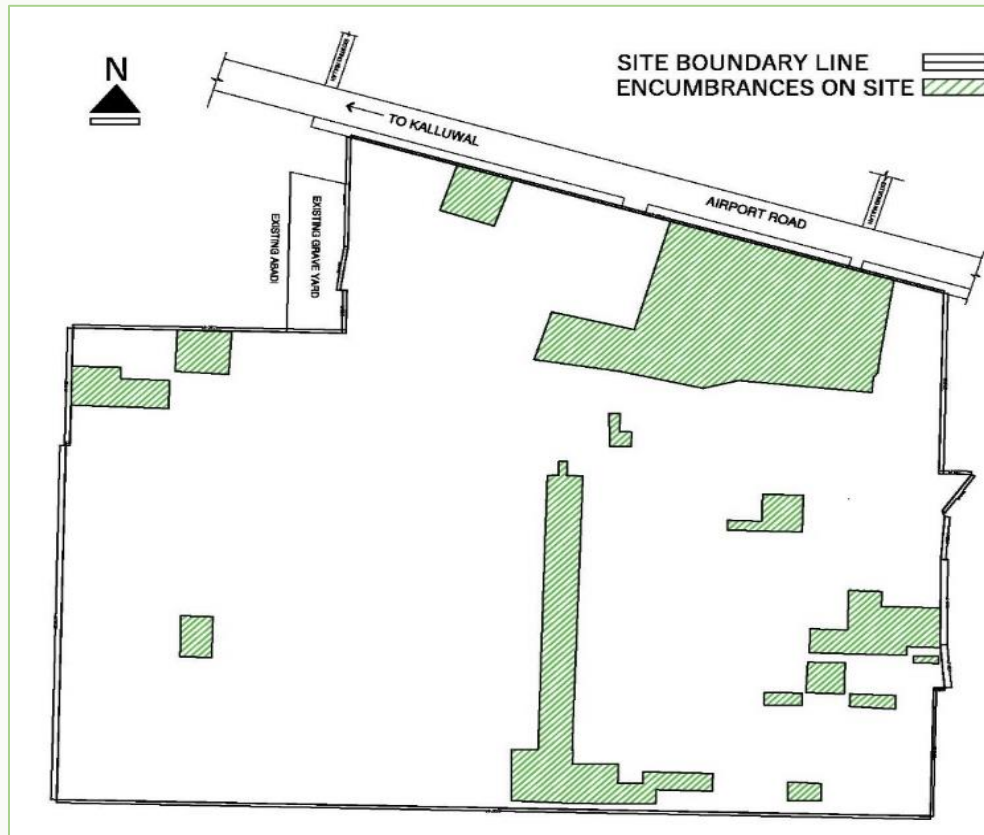 N
SITE BOUNDARY LINE
ENCUMBRANCES ON SITE
TO KALLUWAL
AIRPORT ROAD
EXISTING GRAVE YARD
EXISTING ABADI